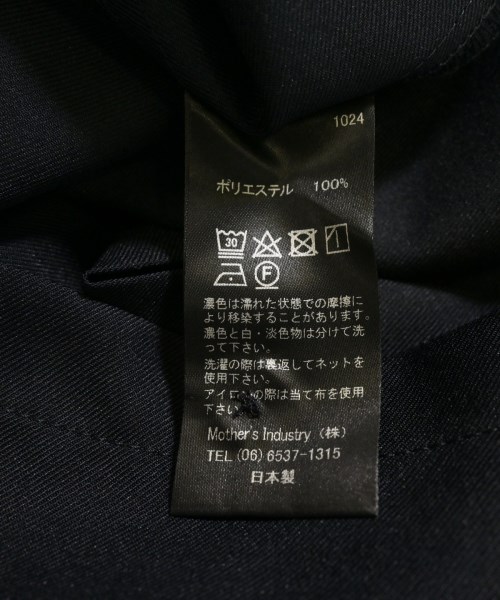 1024
ポリエステル 100%
30
F
濃色は濡れた状態での摩擦に
より移染することがあります。
濃色と白・淡色物は分けて洗
って下さい。
洗濯の際は裏返してネットを
使用下さい。
アイロンの際は当て布を使用
下さい。
Mother's Industry (株)
TEL (06) 6537-1315
日本製